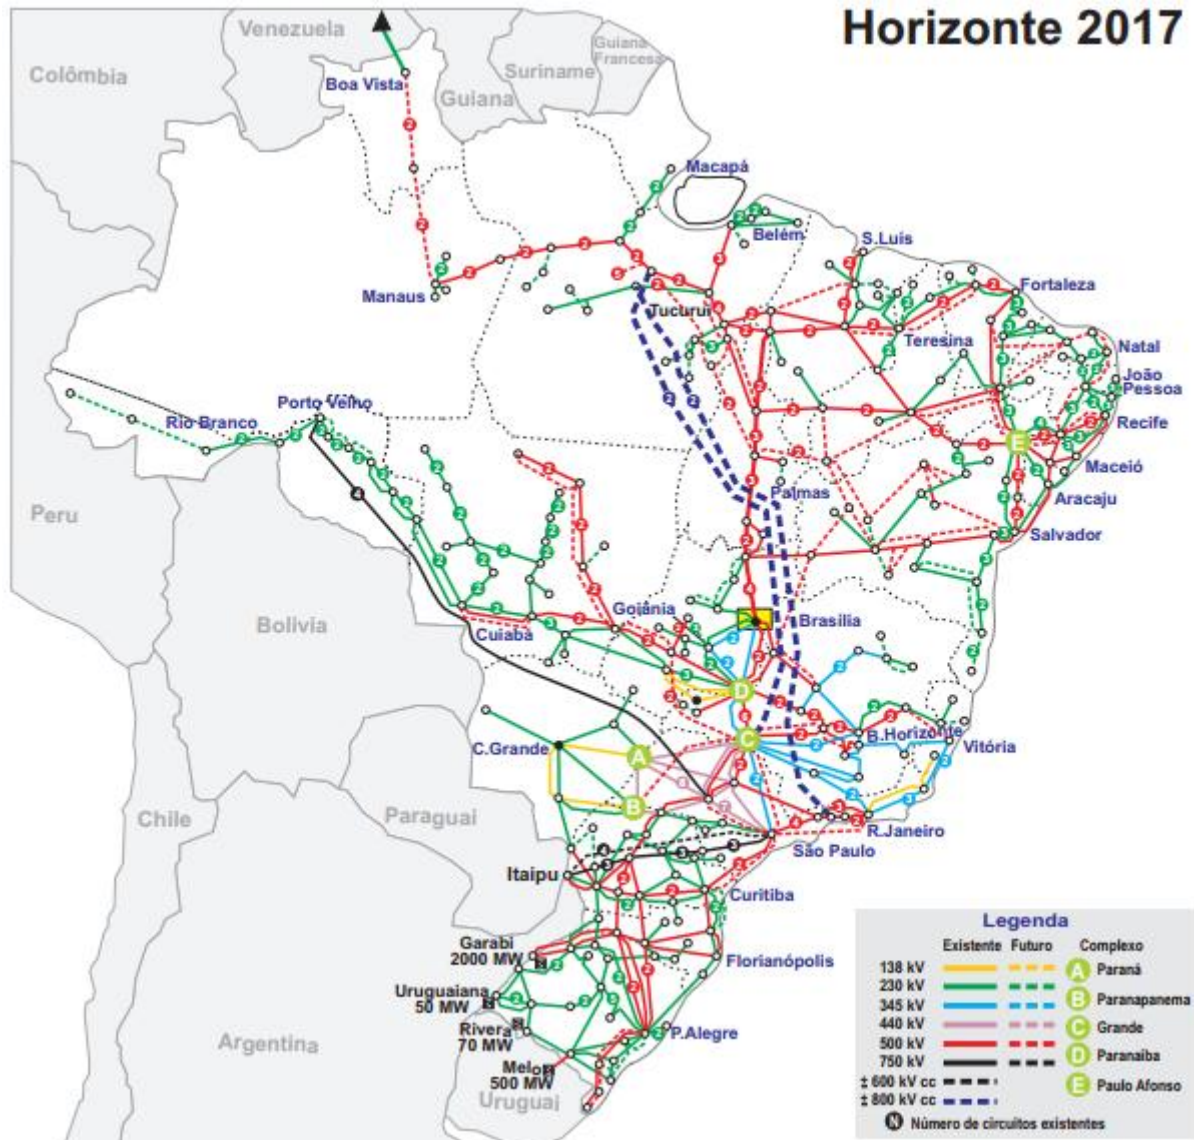 Horizonte 2017
Venezuela
Guiana
Francesa
Colômbia
Suriname
Boa Vista
Guiana
Macapá
Belém
S.Luis
Manaus
Fortaleza
Tucuruí
Teresina
Natal
João
Pessoa
Porto Velho
Rio Branco
Recife
E
Maceió
Peru
Palmas
Aracaju
Salvador
Goiânia
Brasilia
Bolivia
Cuiabá
D
C.Grande
C
B.Horizonte
Vitória
A
B
Chile
Paraguai
R.Janeiro
São Paulo
Itaipu
Curitiba
Garabi
2000 MW
Florianópolis
Uruguaiana
50 MW
Rivera
70 MW
P.Alegre
Argentina
Melo
500 MW
Uruguai
Legenda
Existente Futuro Complexo
138 kV A Paraná
230 kV
345 kV B Paranapanema
440 kV C Grande
500 kV
750 kV D Paranaiba
± 600 kV cc
± 800 kV cc E Paulo Afonso
N Número de circuitos existentes